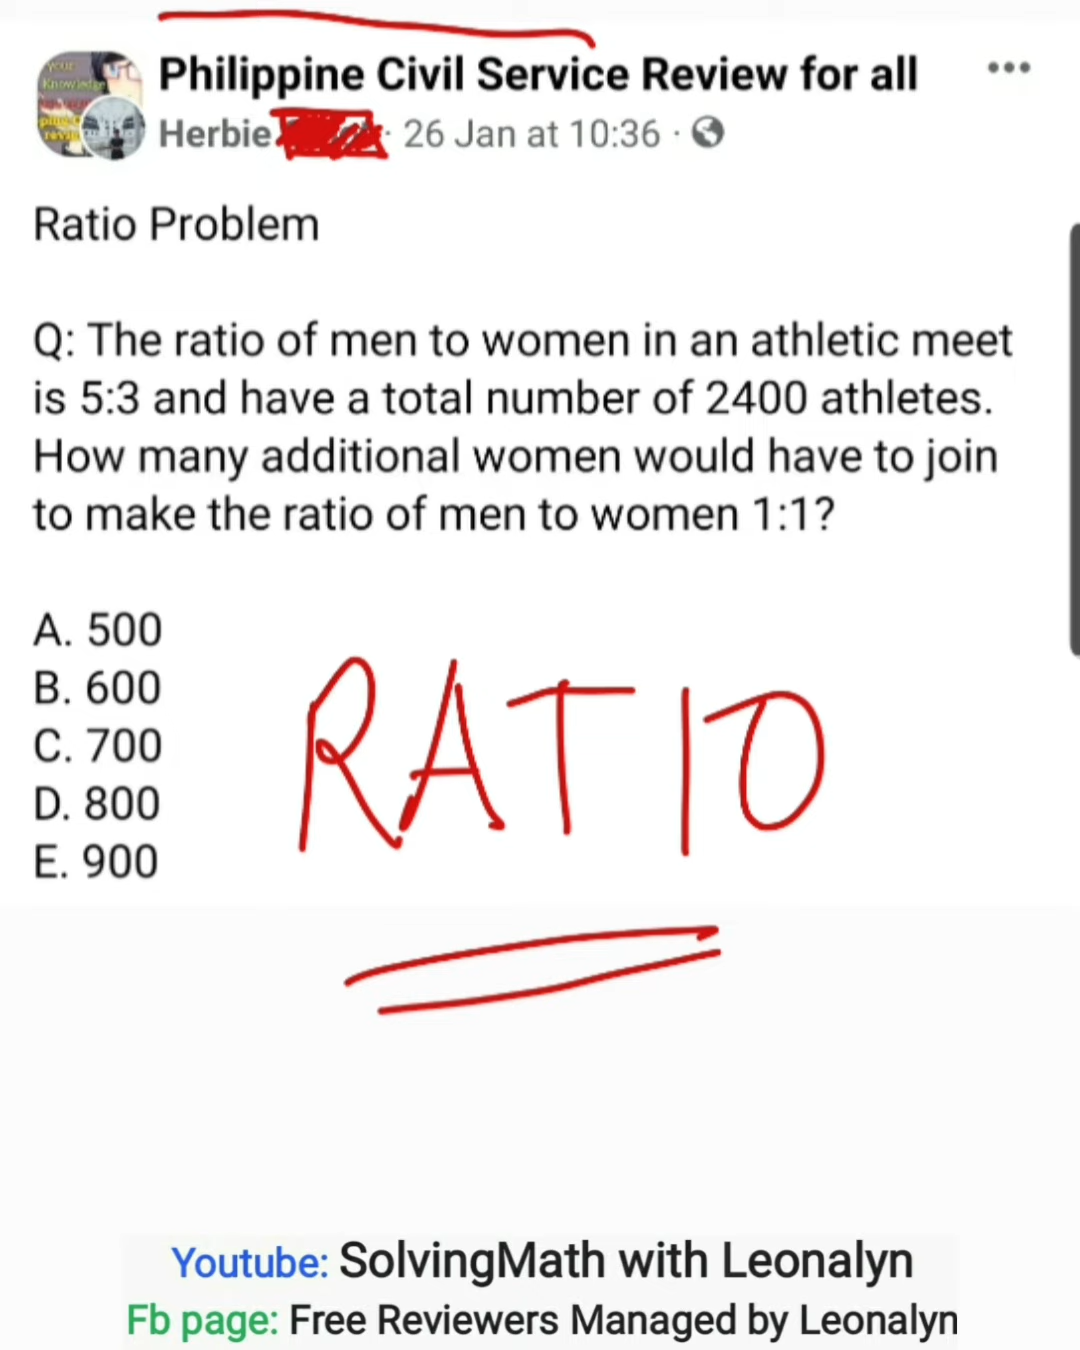 Philippine Civil Service Review for all
Herbie · 26 Jan at 10:36 ·
Ratio Problem
Q: The ratio of men to women in an athletic meet
is 5:3 and have a total number of 2400 athletes.
How many additional women would have to join
to make the ratio of men to women 1:1?
A. 500
B. 600
C. 700
D. 800
E. 900
RATIO
Youtube: SolvingMath with Leonalyn
Fb page: Free Reviewers Managed by Leonalyn